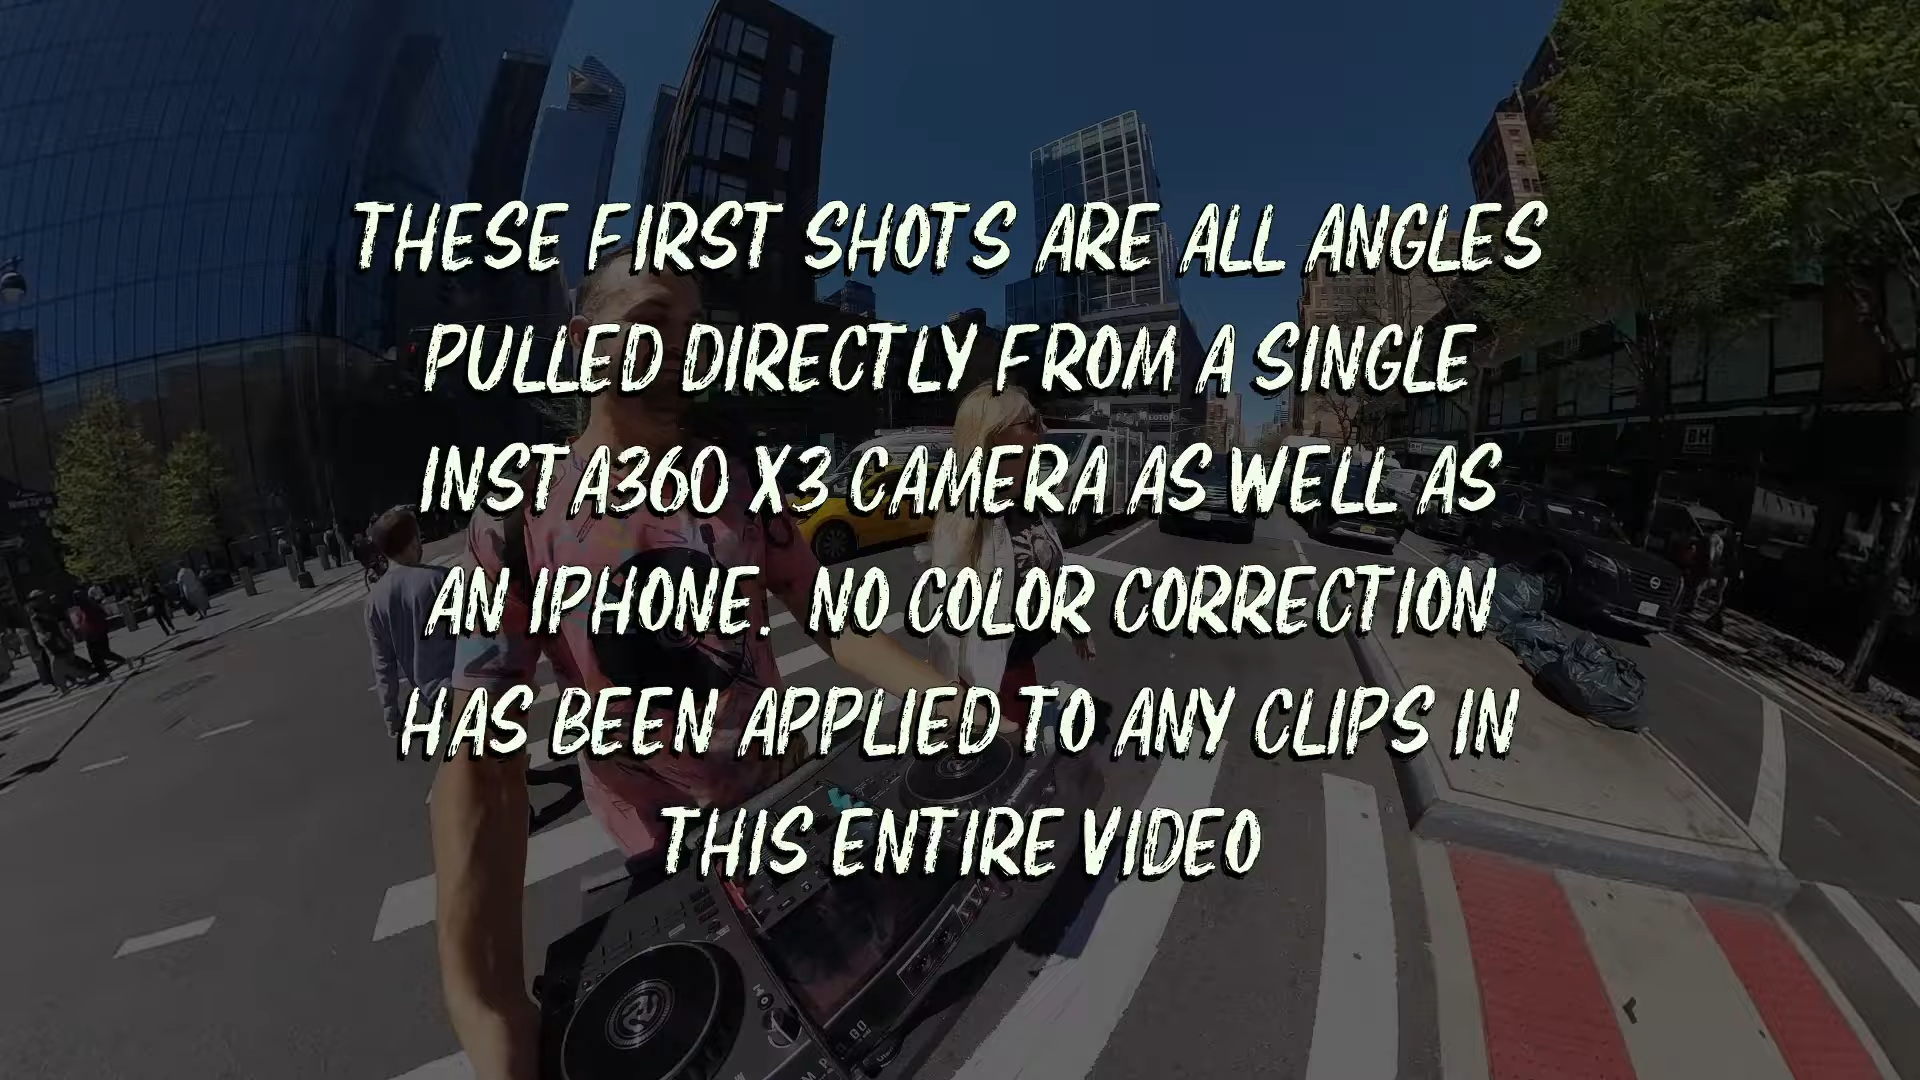 THESE FIRST SHOTS ARE ALL ANGLES
PULLED DIRECTLY FROM A SINGLE
INSTA360 X3 CAMERA AS WELL AS
AN IPHONE. NO COLOR CORRECTION
HAS BEEN APPLIED TO ANY CLIPS IN
THIS ENTIRE VIDEO